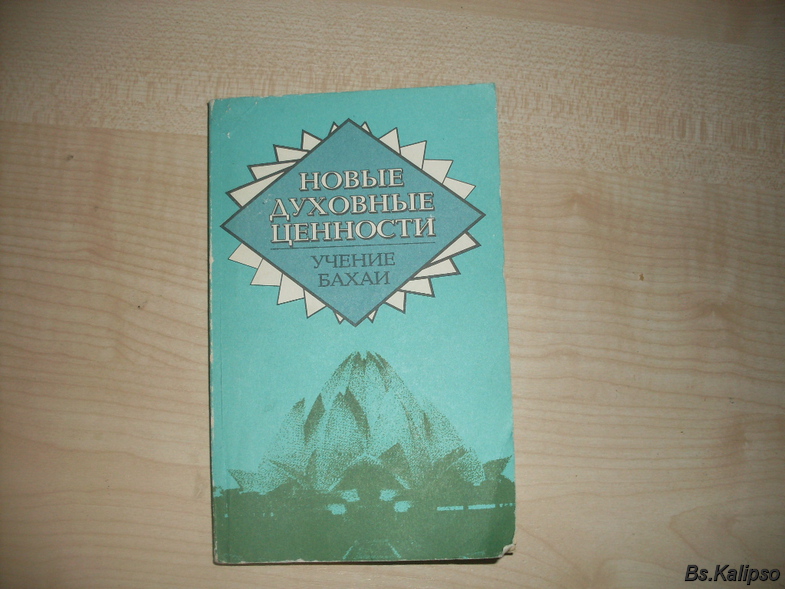 НОВЫЕ
ДУХОВНЫЕ
ЦЕННОСТИ
УЧЕНИЕ
БАХАИ
Bs.Kalipso